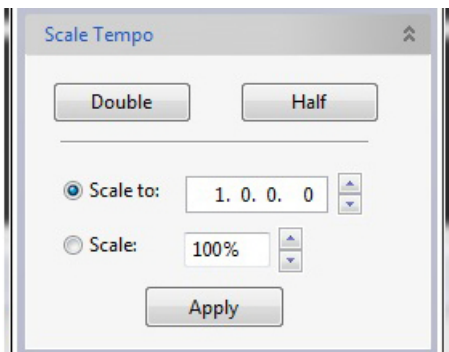 Scale Tempo
Double Half
Scale to: 1. 0. 0. 0
Scale: 100%
Apply